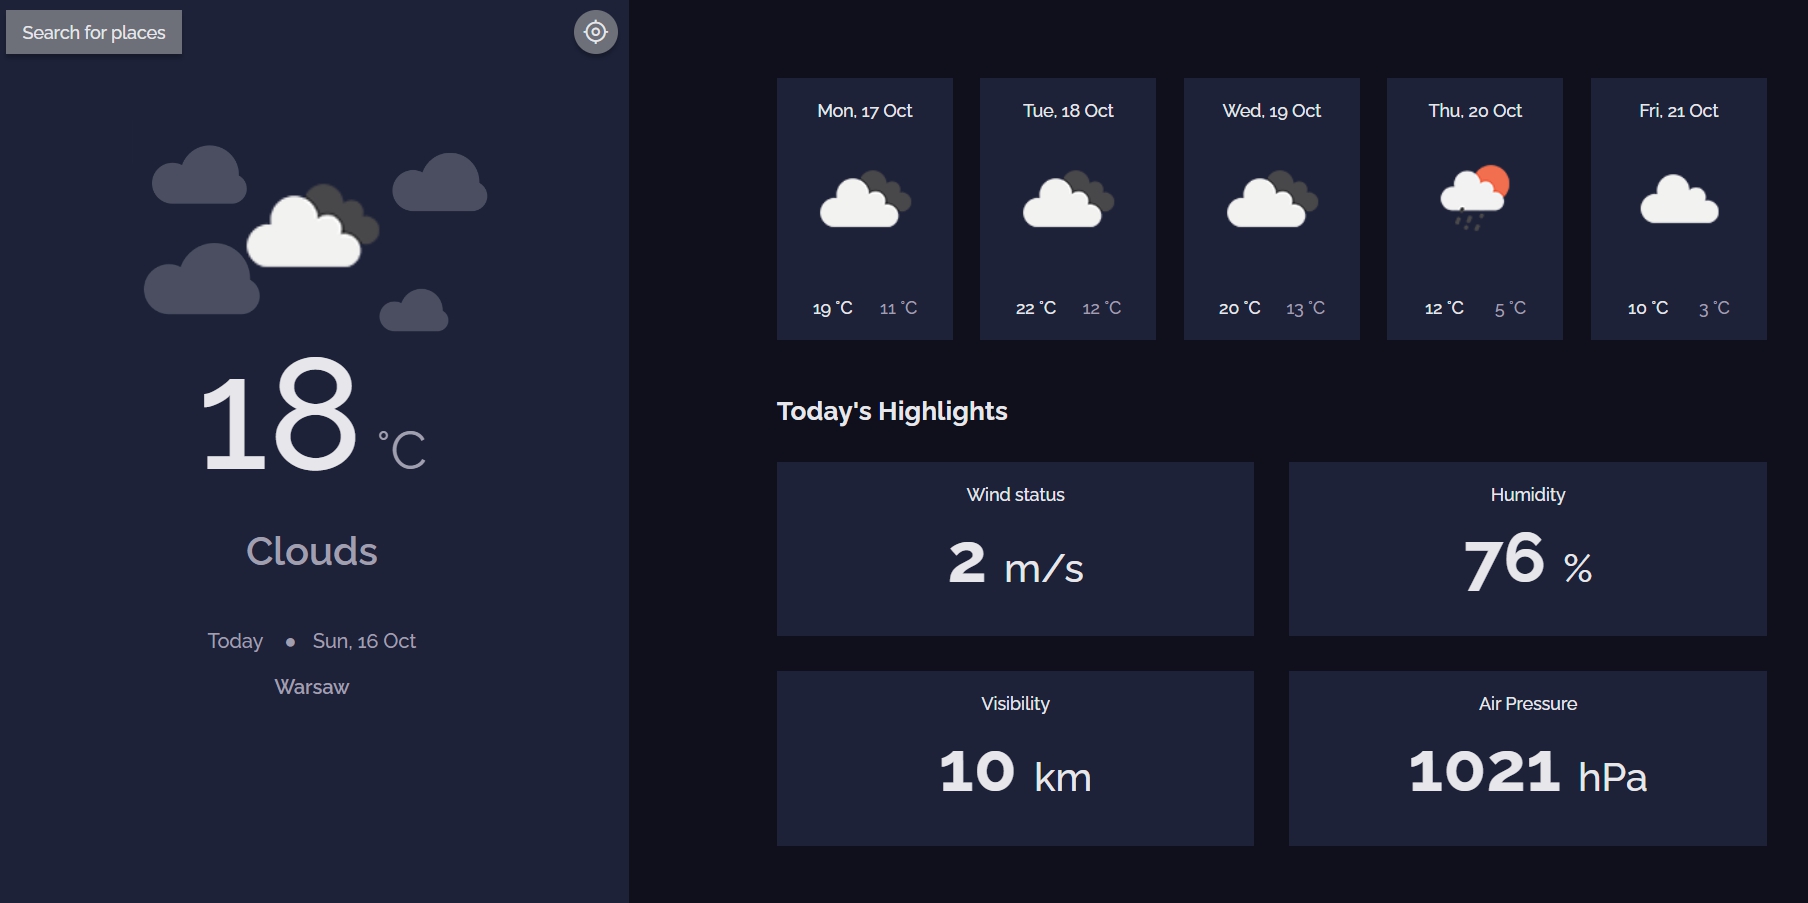 Search for places
18 °C
Clouds
Today • Sun, 16 Oct
Warsaw
Mon, 17 Oct
19 °C 11 °C
Tue, 18 Oct
22 °C 12 °C
Wed, 19 Oct
20 °C 13 °C
Thu, 20 Oct
12 °C 5 °C
Fri, 21 Oct
10 °C 3 °C
Today's Highlights
Wind status
2 m/s
Humidity
76 %
Visibility
10 km
Air Pressure
1021 hPa